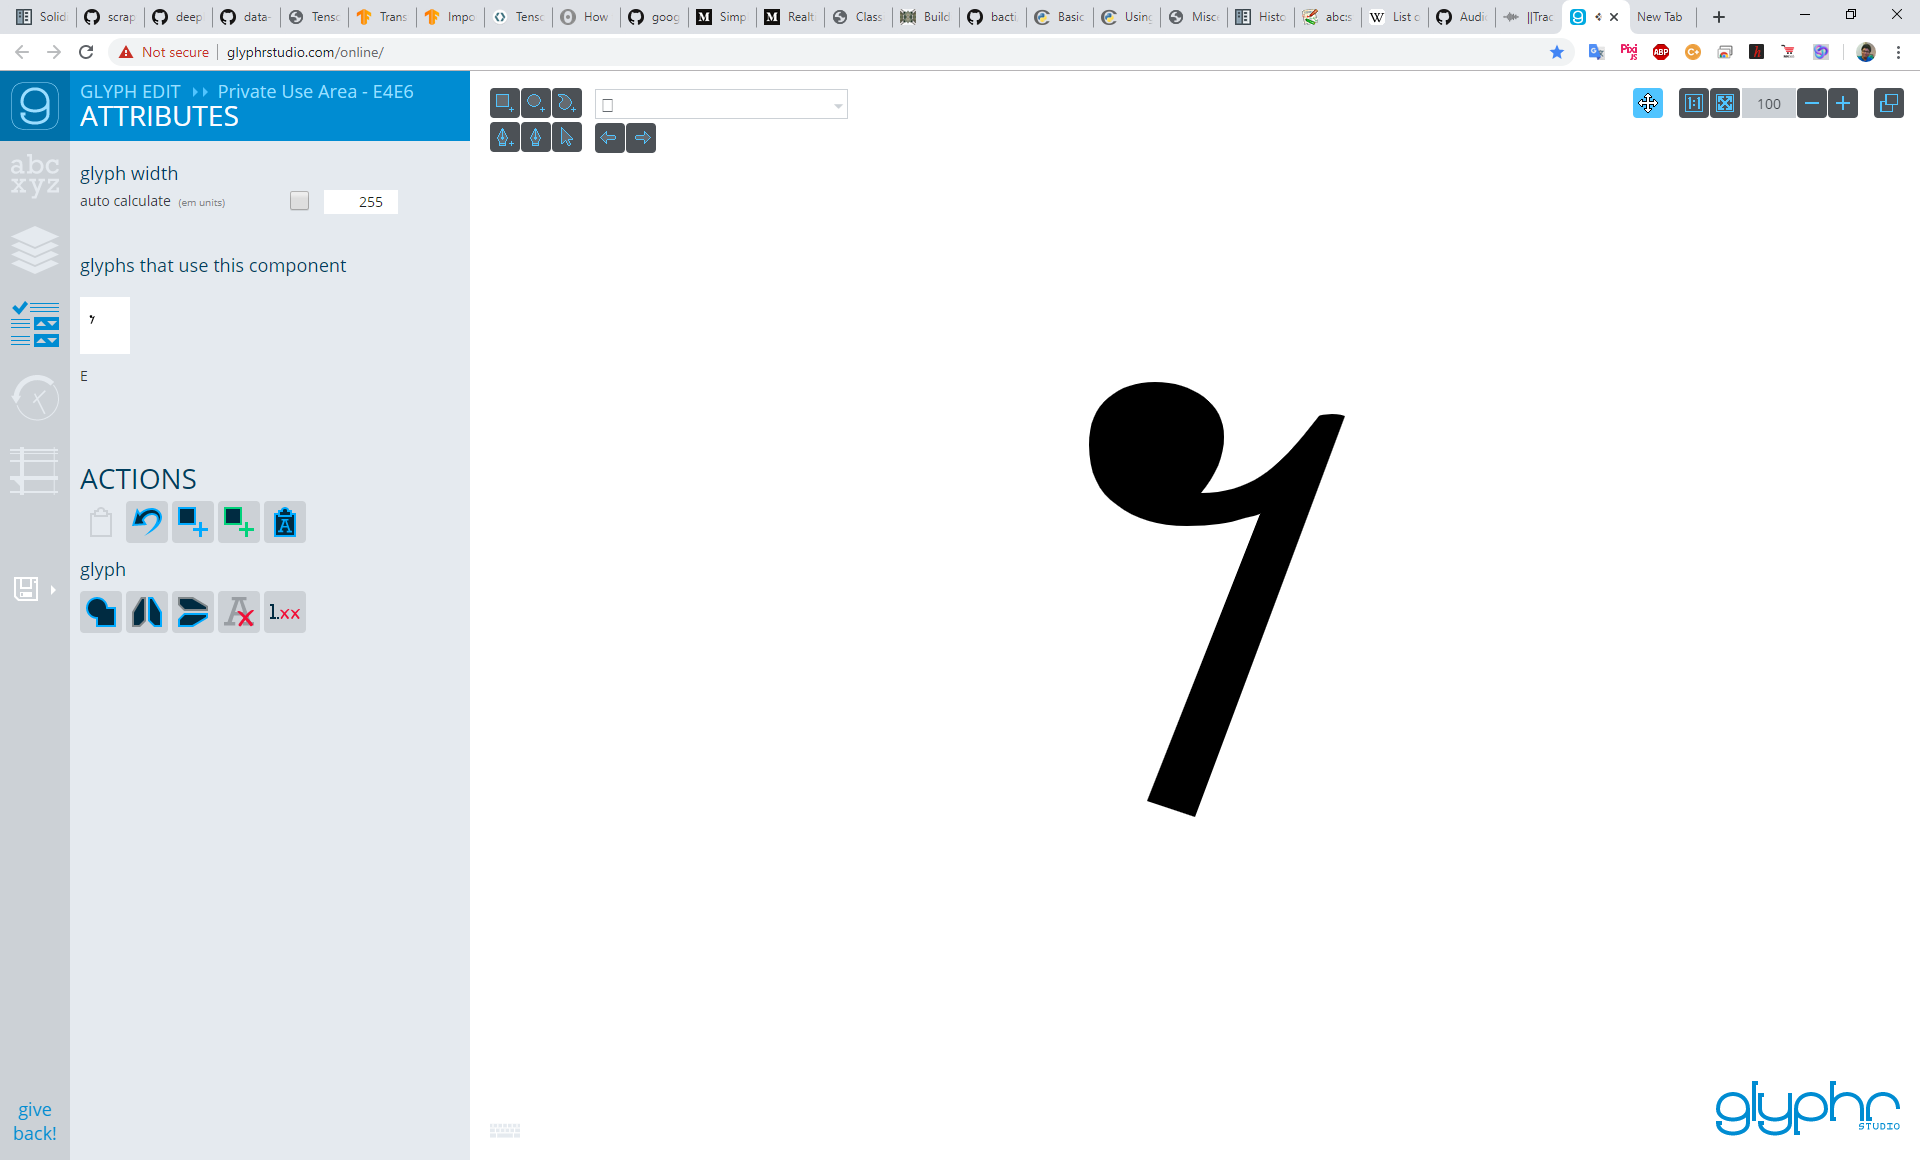 Solid scrap deep data- Tenso Trans Impo Tenso How goog Simp Realt Class Build bacti Basic Using Misc Histo abc:s List o Audi ||Trac New Tab
Not secure glyphrstudio.com/online/
GLYPH EDIT Private Use Area - E4E6
ATTRIBUTES
100
abc
xyz
glyph width
auto calculate (em units) 255
glyphs that use this component
E
ACTIONS
glyph
1.xx
give
back!
glyphr
STUDIO